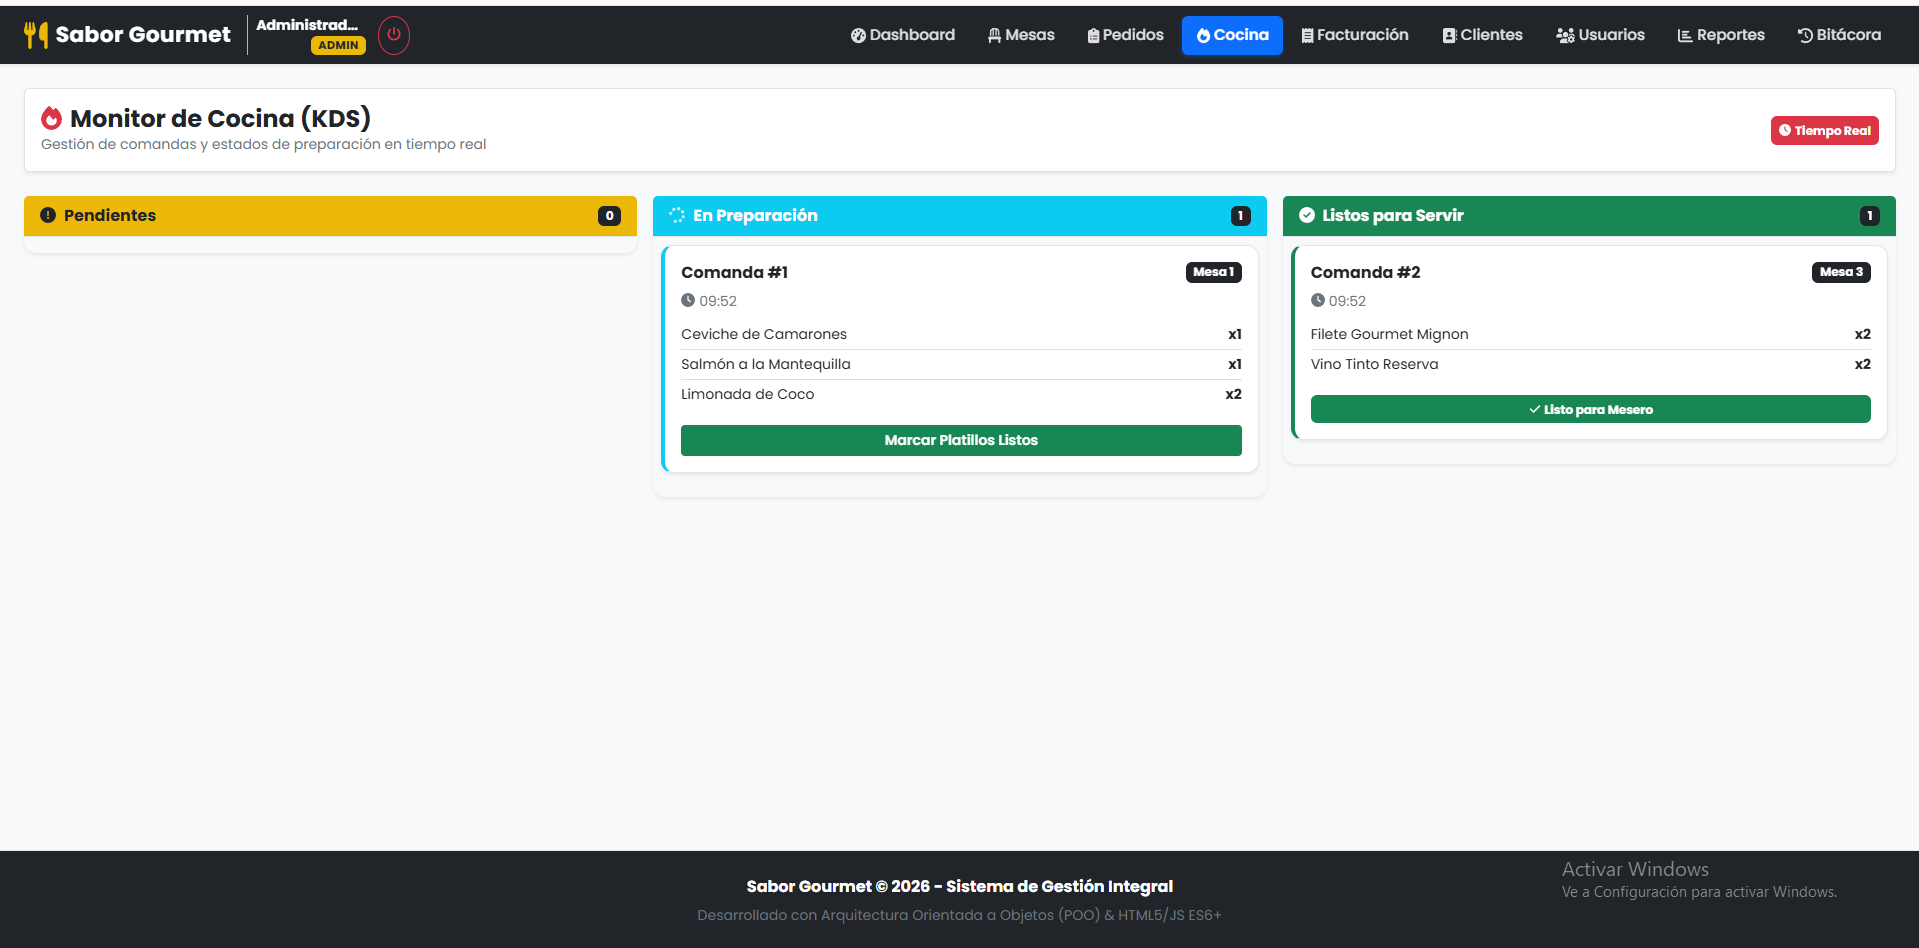 Sabor Gourmet
Administrad...
ADMIN
Dashboard
Mesas
Pedidos
Cocina
Facturación
Clientes
Usuarios
Reportes
Bitácora
Monitor de Cocina (KDS)
Gestión de comandas y estados de preparación en tiempo real
Tiempo Real
Pendientes
0
En Preparación
1
Comanda #1
Mesa 1
09:52
Ceviche de Camarones x1
Salmón a la Mantequilla x1
Limonada de Coco x2
Marcar Platillos Listos
Listos para Servir
1
Comanda #2
Mesa 3
09:52
Filete Gourmet Mignon x2
Vino Tinto Reserva x2
Listo para Mesero
Sabor Gourmet © 2026 - Sistema de Gestión Integral
Desarrollado con Arquitectura Orientada a Objetos (POO) & HTML5/JS ES6+
Activar Windows
Ve a Configuración para activar Windows.